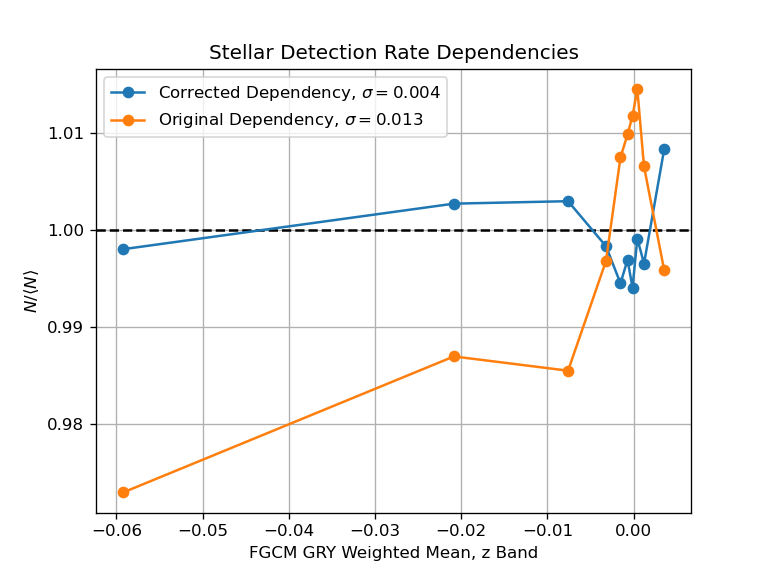 Stellar Detection Rate Dependencies
Corrected Dependency, σ = 0.004
Original Dependency, σ = 0.013
1.01
1.00
0.99
0.98
N/⟨N⟩
−0.06 −0.05 −0.04 −0.03 −0.02 −0.01 0.00
FGCM GRY Weighted Mean, z Band